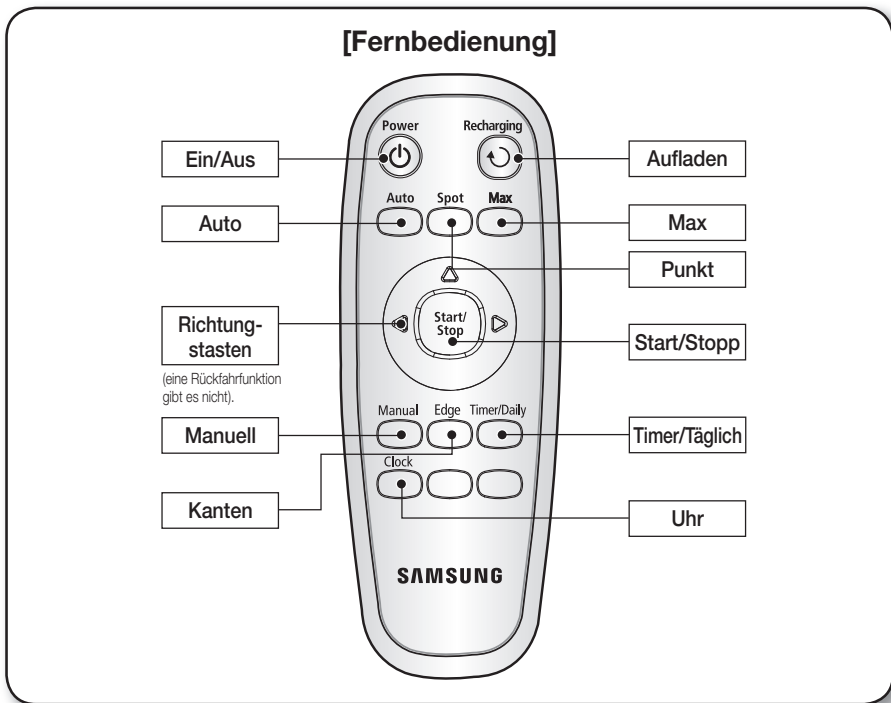 [Fernbedienung]
Power
Recharging
Ein/Aus
Aufladen
Auto
Spot
Max
Auto
Max
Punkt
Start/
Stop
Richtung-
stasten
(eine Rückfahrfunktion
gibt es nicht).
Start/Stopp
Manual
Edge
Timer/Daily
Manuell
Timer/Täglich
Clock
Kanten
Uhr
SAMSUNG